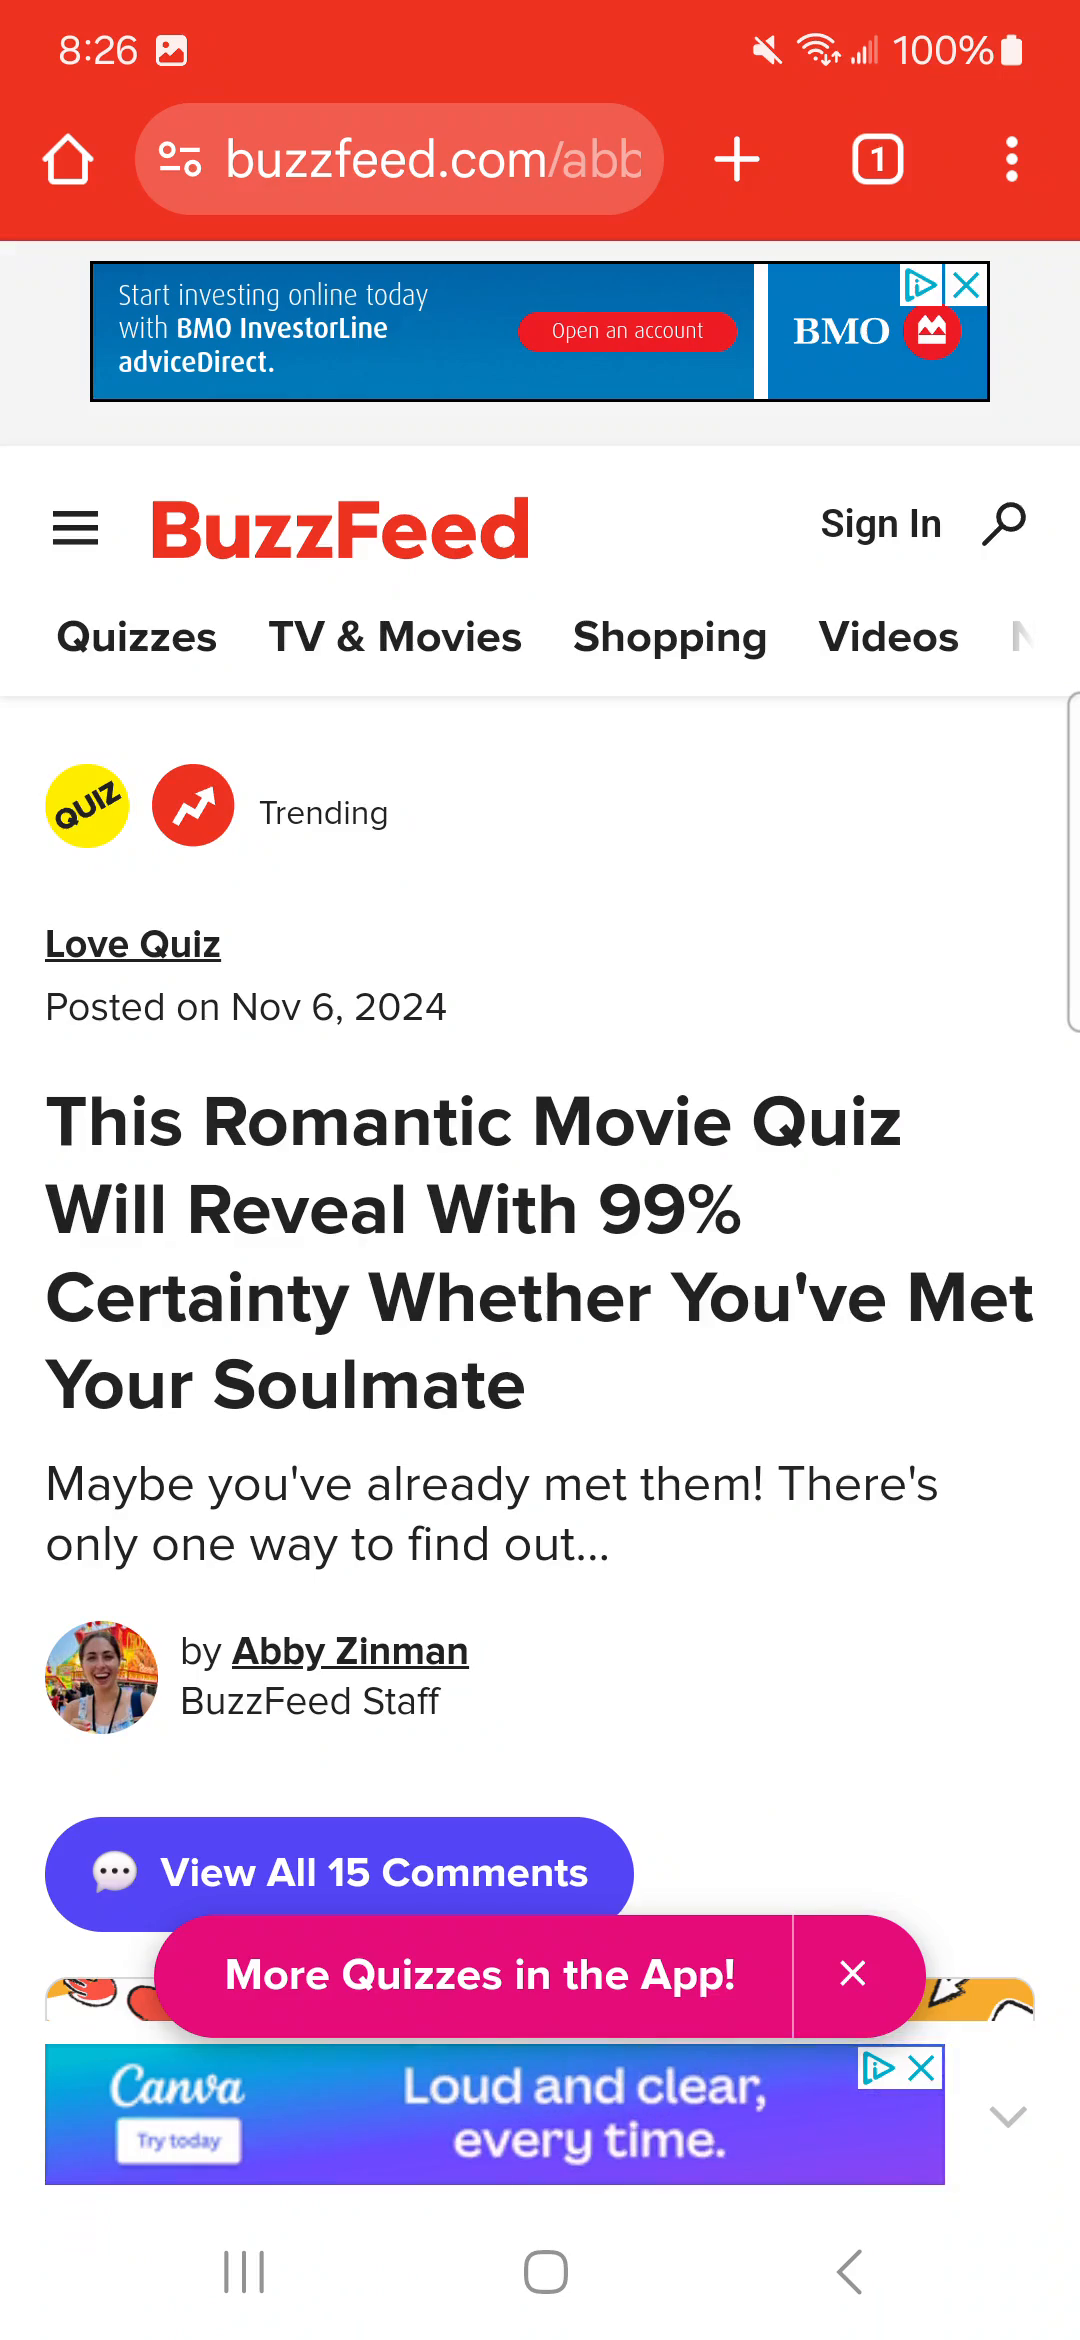 8:26
100%
buzzfeed.com/abb
1
Start investing online today
with BMO InvestorLine
adviceDirect.
Open an account
BMO
BuzzFeed
Sign In
Quizzes TV & Movies Shopping Videos N
QUIZ
Trending
Love Quiz
Posted on Nov 6, 2024
This Romantic Movie Quiz
Will Reveal With 99%
Certainty Whether You've Met
Your Soulmate
Maybe you've already met them! There's
only one way to find out...
by Abby Zinman
BuzzFeed Staff
View All 15 Comments
More Quizzes in the App!
Canva
Try today
Loud and clear,
every time.